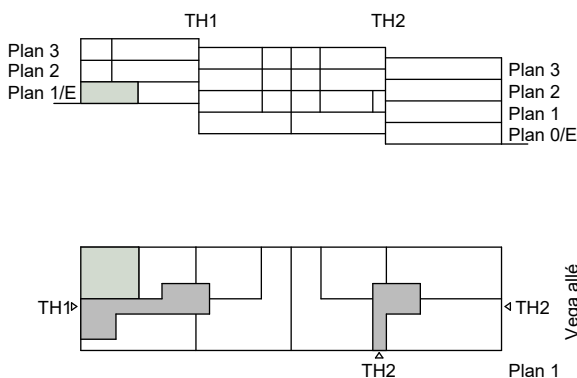 TH1
TH2
Plan 3
Plan 2
Plan 1/E
Plan 3
Plan 2
Plan 1
Plan 0/E
TH1
TH2
Vega allé
TH2
Plan 1